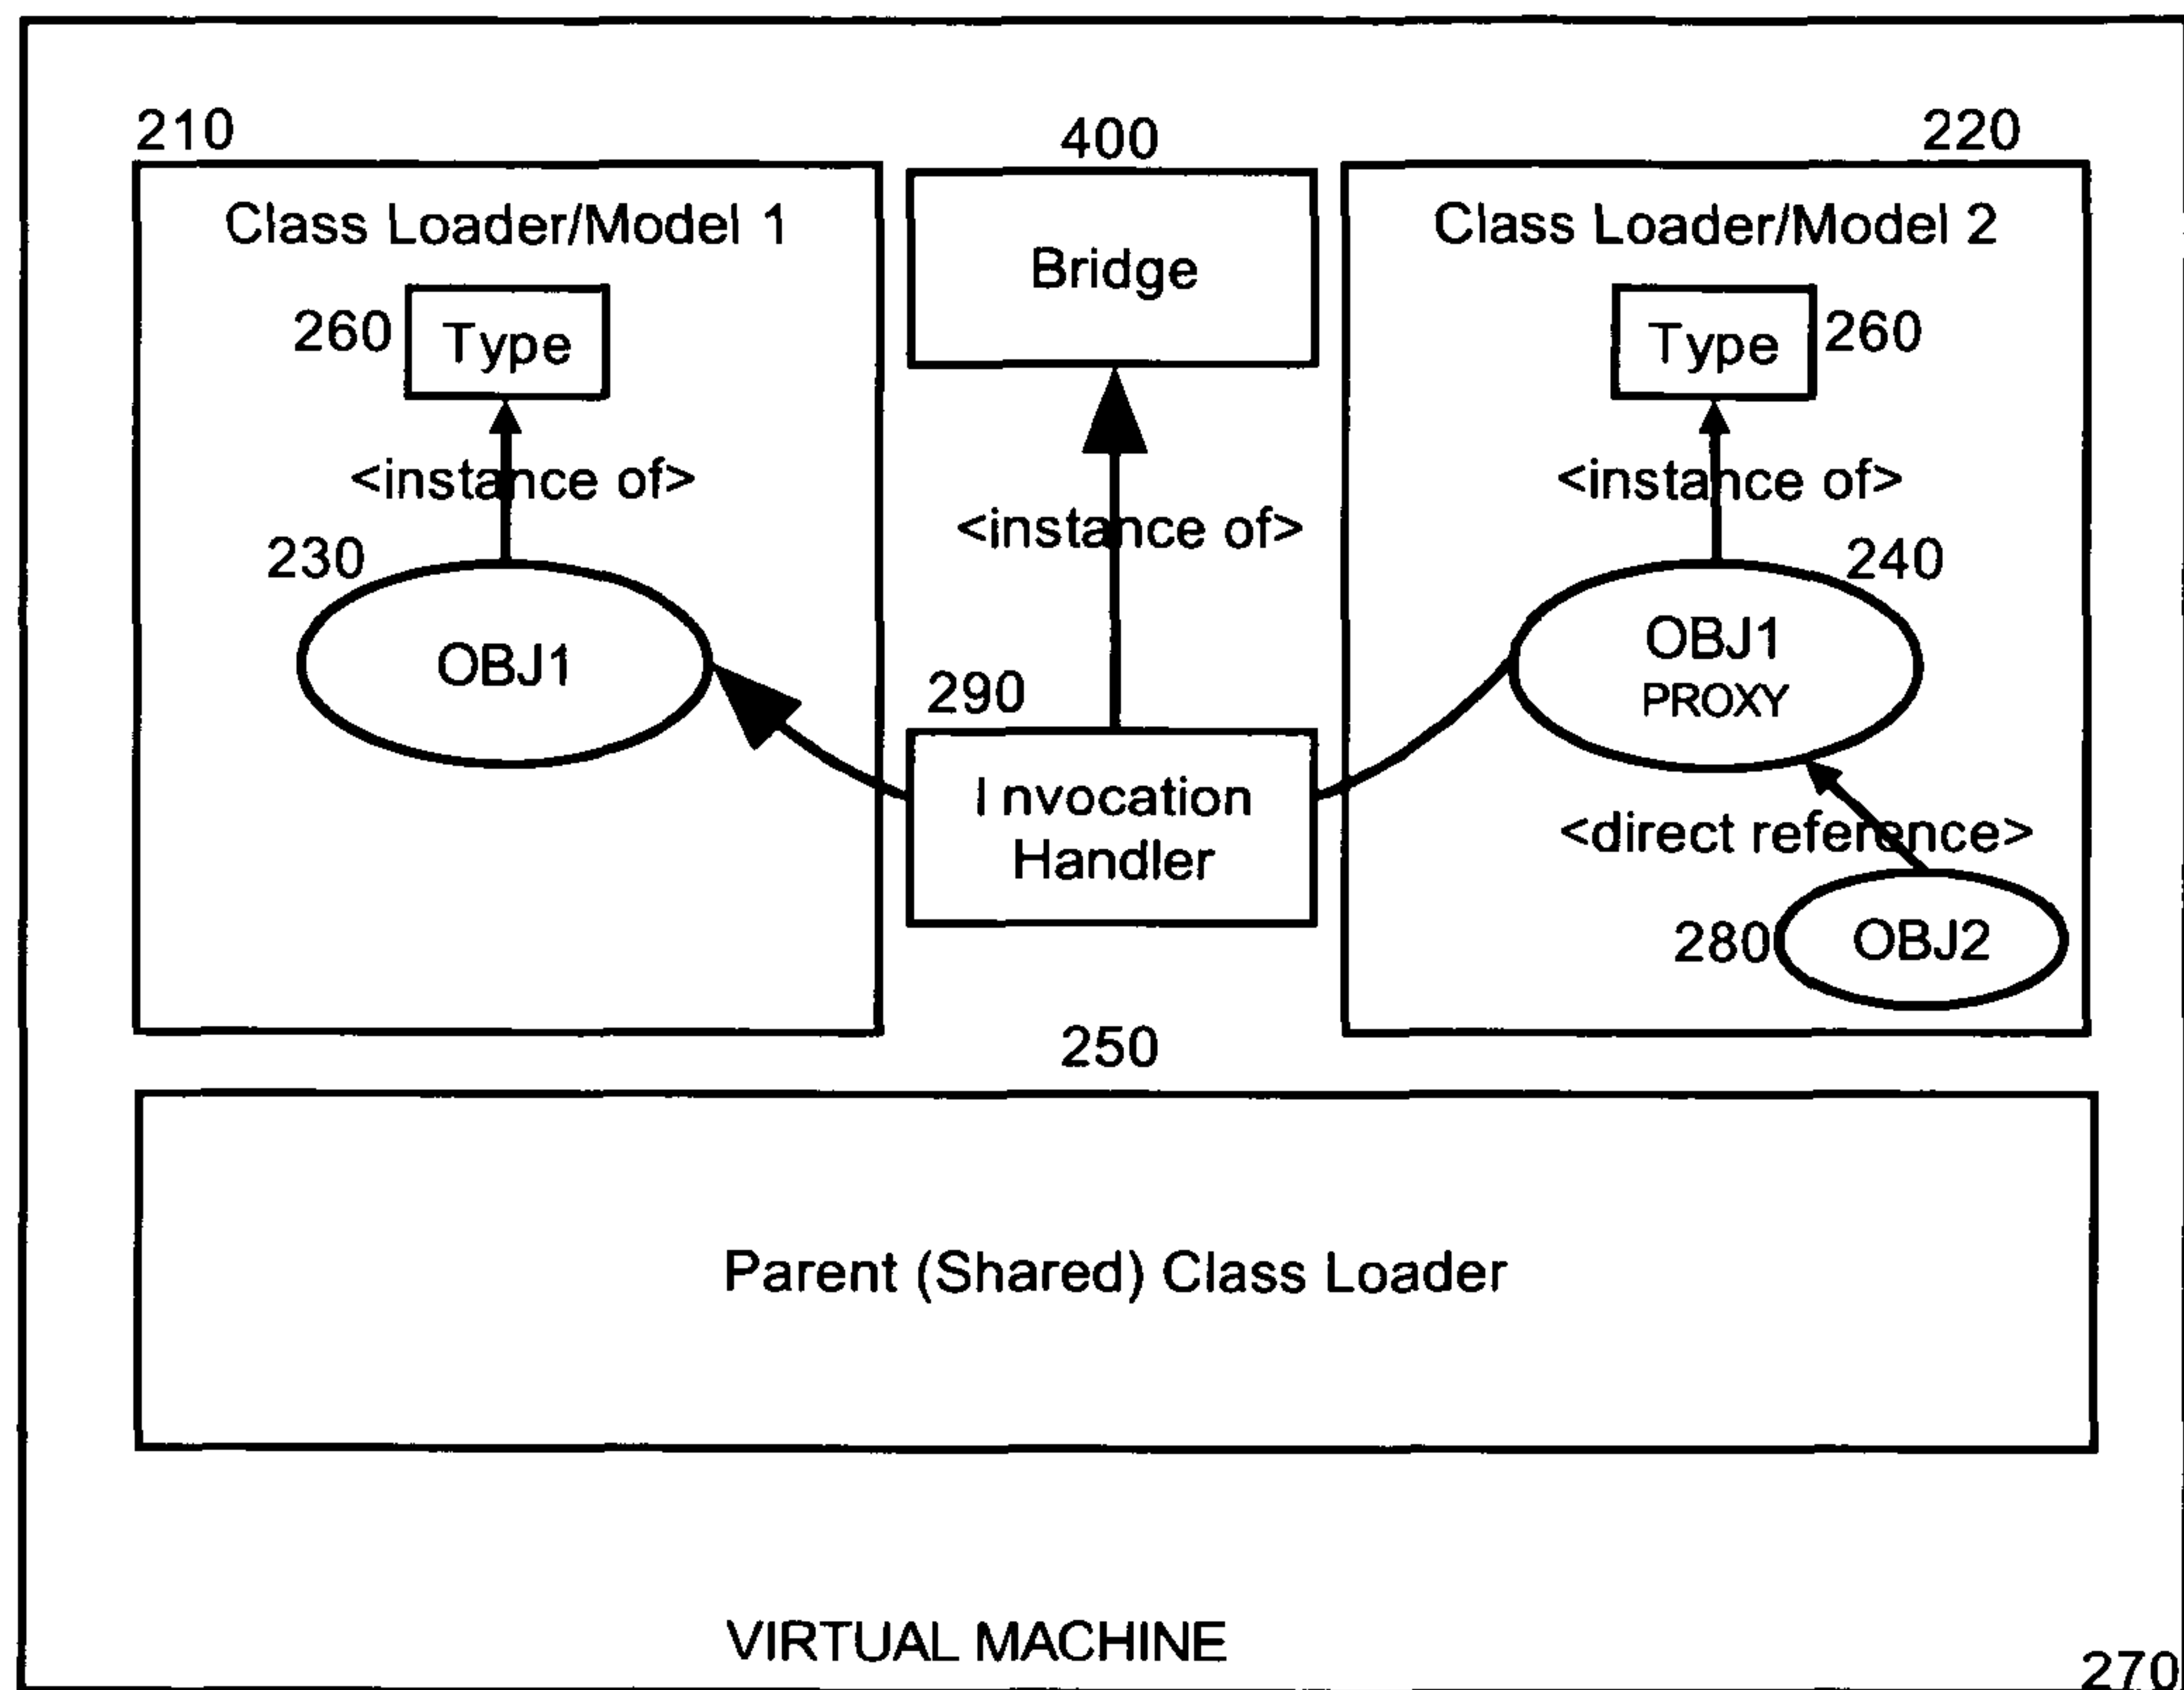 210
400
220
Class Loader/Model 1
Bridge
Class Loader/Model 2
260
Type
Type
260
<instance of>
<instance of>
<instance of>
230
240
OBJ1
OBJ1
PROXY
290
Invocation
Handler
<direct reference>
280
OBJ2
250
Parent (Shared) Class Loader
VIRTUAL MACHINE
270